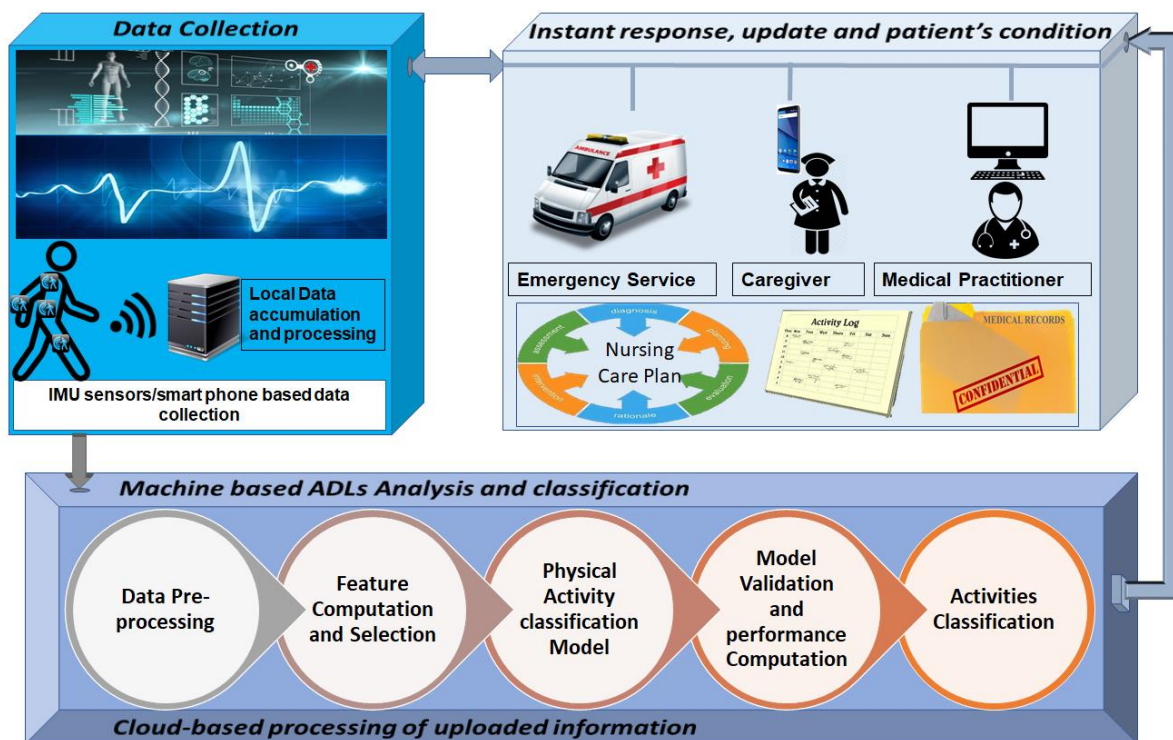 Data Collection
Local Data
accumulation
and processing
IMU sensors/smart phone based data
collection
Instant response, update and patient's condition
AMBULANCE
Emergency Service
Caregiver
Medical Practitioner
diagnosis
assessment
planning
Nursing
Care Plan
intervention
evaluation
rationale
Activity Log
MEDICAL RECORDS
CONFIDENTIAL
Machine based ADLs Analysis and classification
Data Pre-
processing
Feature
Computation
and Selection
Physical
Activity
classification
Model
Model
Validation
and
performance
Computation
Activities
Classification
Cloud-based processing of uploaded information